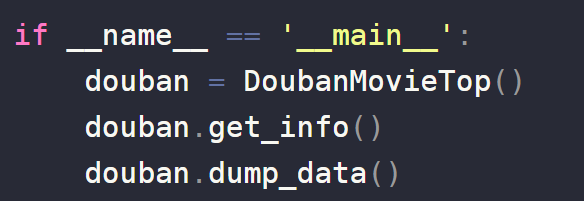 if __name__ == '__main__':
    douban = DoubanMovieTop()
    douban.get_info()
    douban.dump_data()